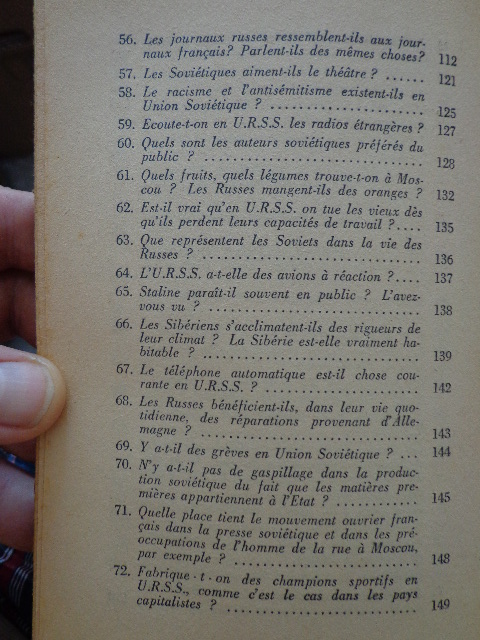 56. Les journaux russes ressemblent-ils aux jour-
naux français? Parlent-ils des mêmes choses? 112
57. Les Soviétiques aiment-ils le théâtre ? ...... 121
58. Le racisme et l'antisémitisme existent-ils en
Union Soviétique ? ........................ 125
59. Ecoute-t-on en U.R.S.S. les radios étrangères ? 127
60. Quels sont les auteurs soviétiques préférés du
public ? .................................. 128
61. Quels fruits, quels légumes trouve-t-on à Mos-
cou ? Les Russes mangent-ils des oranges ? 132
62. Est-il vrai qu'en U.R.S.S. on tue les vieux dès
qu'ils perdent leurs capacités de travail ?.... 135
63. Que représentent les Soviets dans la vie des
Russes ? .................................. 136
64. L'U.R.S.S. a-t-elle des avions à réaction ?.... 137
65. Staline paraît-il souvent en public ? L'avez-
vous vu ? ................................. 138
66. Les Sibériens s'acclimatent-ils des rigueurs de
leur climat ? La Sibérie est-elle vraiment ha-
bitable ? ................................. 139
67. Le téléphone automatique est-il chose cou-
rante en U.R.S.S. ? ....................... 142
68. Les Russes bénéficient-ils, dans leur vie quo-
tidienne, des réparations provenant d'Alle-
magne ? ................................... 143
69. Y a-t-il des grèves en Union Soviétique ? ... 144
70. N'y a-t-il pas de gaspillage dans la produc-
tion soviétique du fait que les matières pre-
mières appartiennent à l'Etat ? ............ 145
71. Quelle place tient le mouvement ouvrier fran-
çais dans la presse soviétique et dans les pré-
occupations de l'homme de la rue à Moscou,
par exemple ? ............................. 148
72. Fabrique-t-on des champions sportifs en
U.R.S.S., comme c'est le cas dans les pays
capitalistes ? ............................ 149